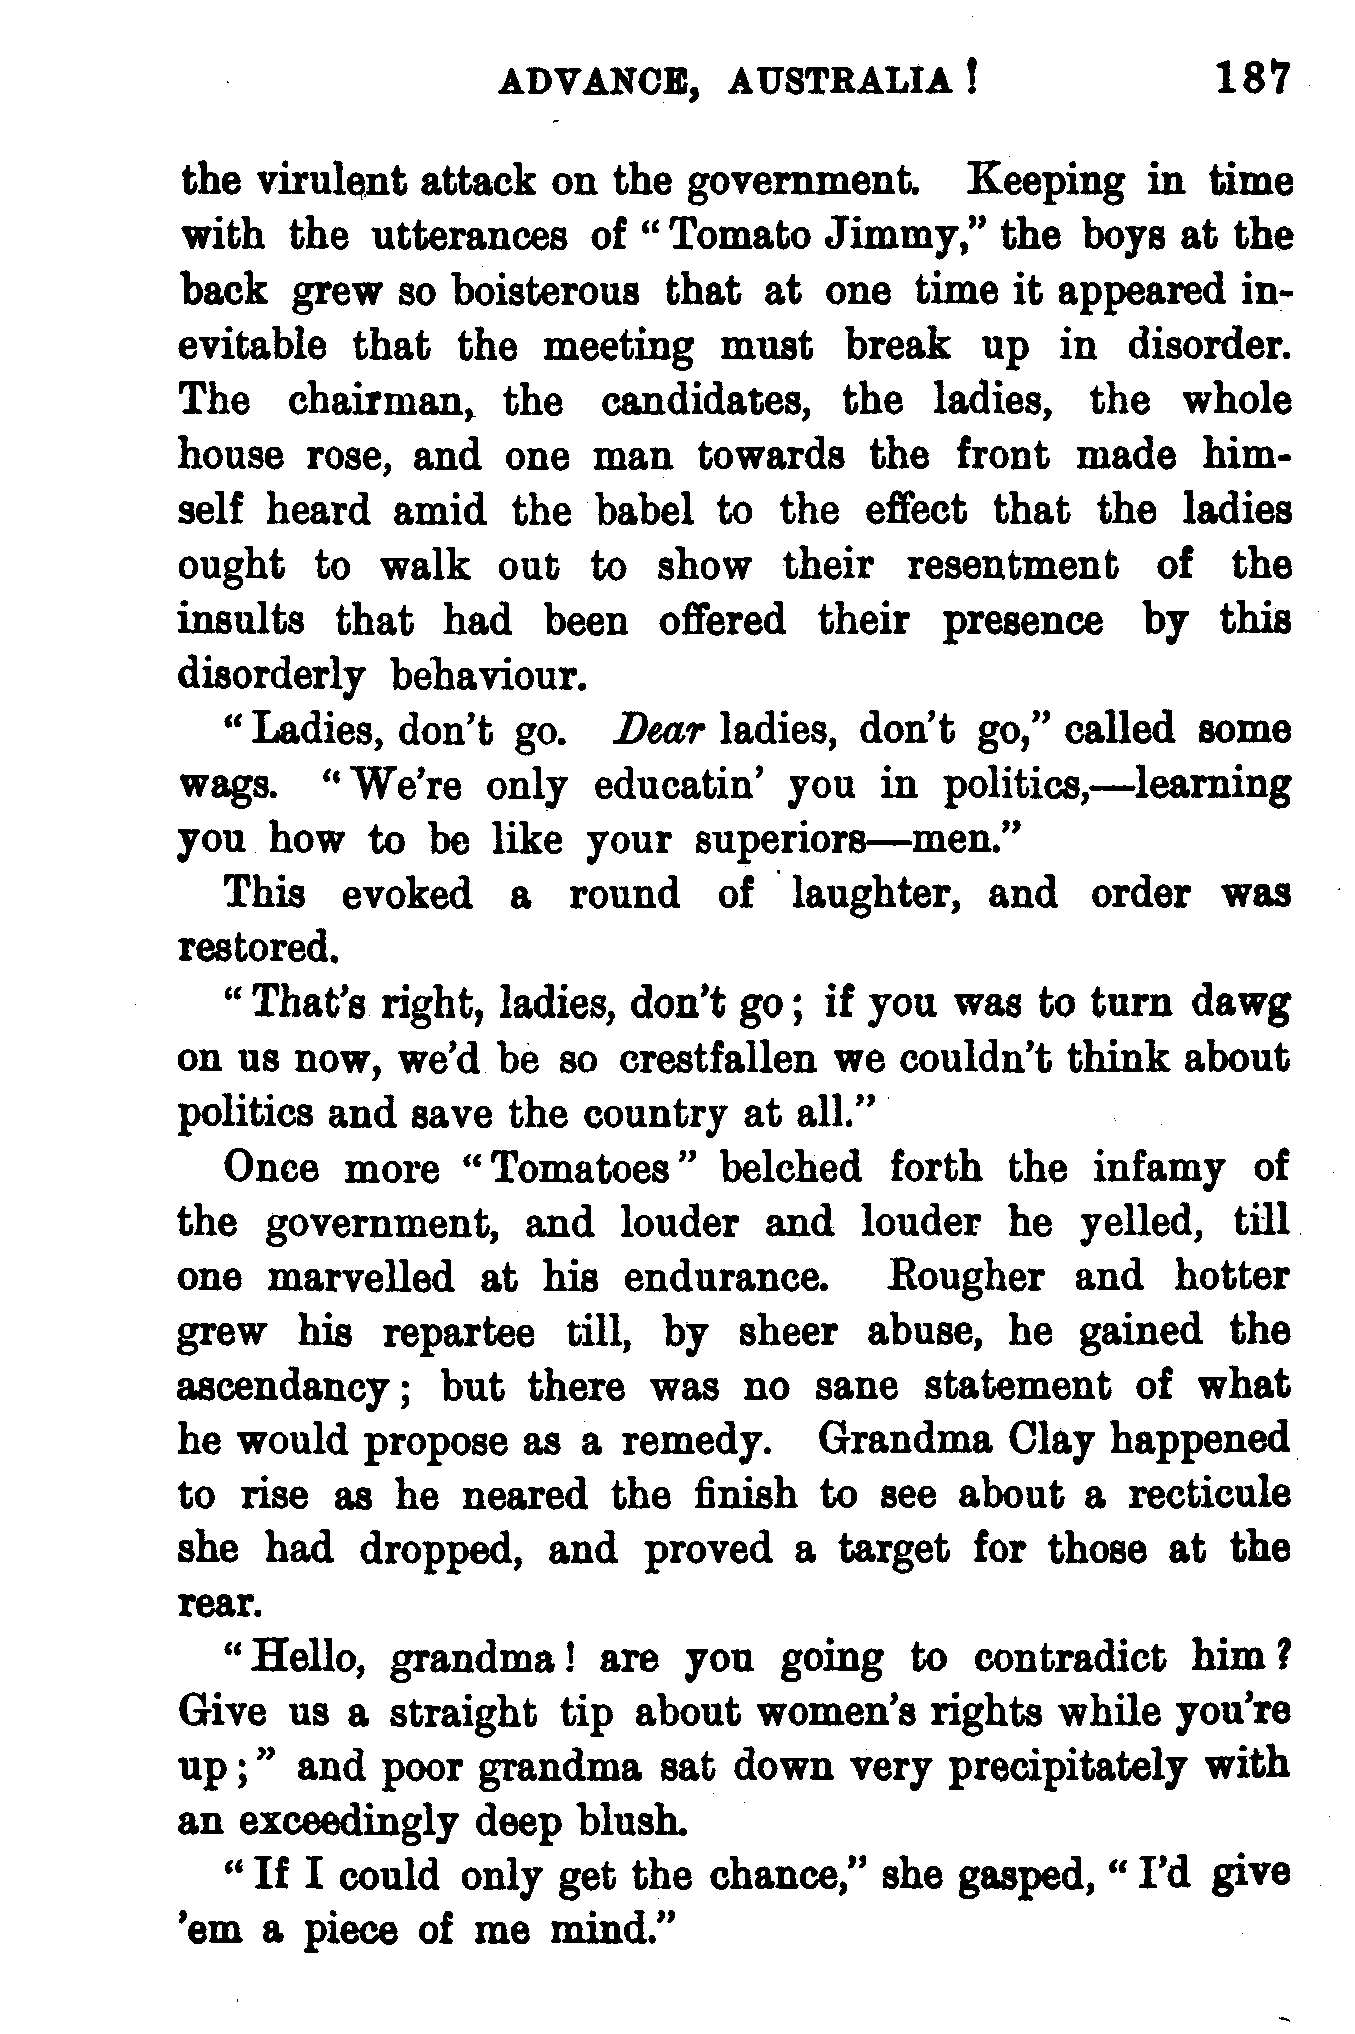 ADVANCE, AUSTRALIA! 187
the virulent attack on the government. Keeping in time
with the utterances of “Tomato Jimmy,” the boys at the
back grew so boisterous that at one time it appeared in-
evitable that the meeting must break up in disorder.
The chairman, the candidates, the ladies, the whole
house rose, and one man towards the front made him-
self heard amid the babel to the effect that the ladies
ought to walk out to show their resentment of the
insults that had been offered their presence by this
disorderly behaviour.
“Ladies, don’t go. Dear ladies, don’t go,” called some
wags. “We’re only educatin’ you in politics,—learning
you how to be like your superiors—men.”
This evoked a round of laughter, and order was
restored.
“That’s right, ladies, don’t go; if you was to turn dawg
on us now, we’d be so crestfallen we couldn’t think about
politics and save the country at all.”
Once more “Tomatoes” belched forth the infamy of
the government, and louder and louder he yelled, till
one marvelled at his endurance. Rougher and hotter
grew his repartee till, by sheer abuse, he gained the
ascendancy; but there was no sane statement of what
he would propose as a remedy. Grandma Clay happened
to rise as he neared the finish to see about a recticule
she had dropped, and proved a target for those at the
rear.
“Hello, grandma! are you going to contradict him?
Give us a straight tip about women’s rights while you’re
up;” and poor grandma sat down very precipitately with
an exceedingly deep blush.
“If I could only get the chance,” she gasped, “I’d give
’em a piece of me mind.”